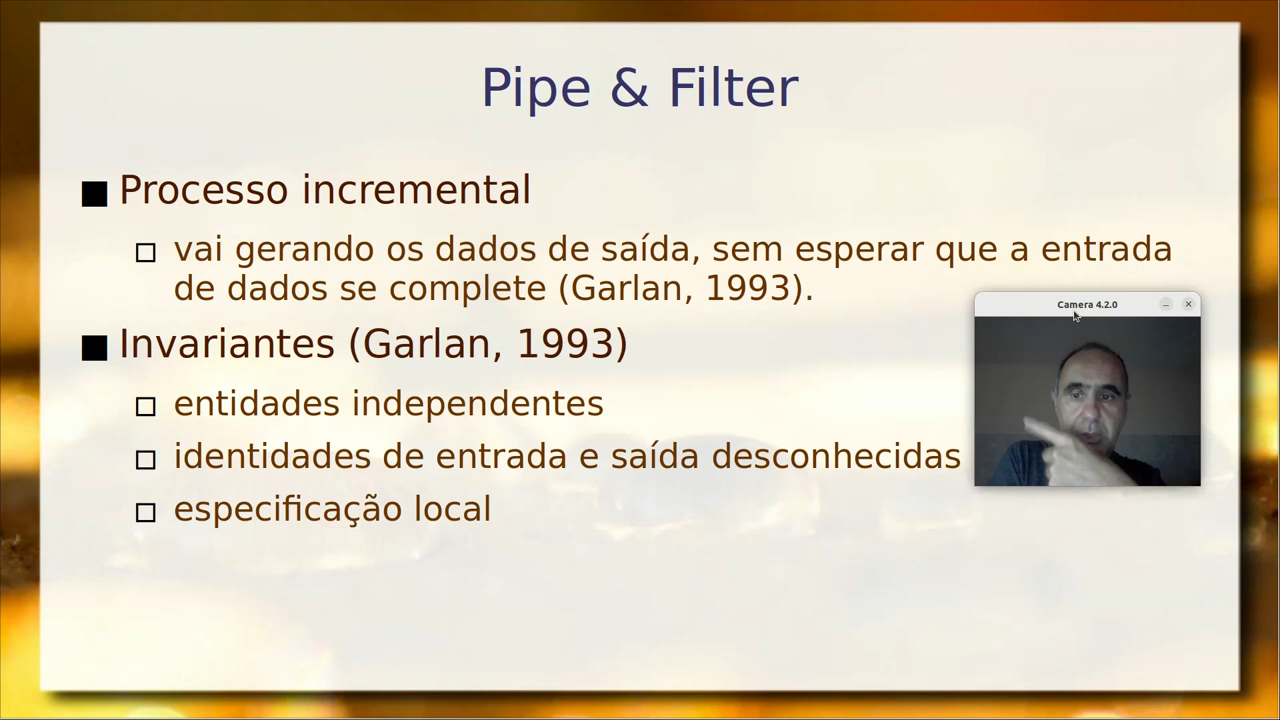 Pipe & Filter
Processo incremental
vai gerando os dados de saída, sem esperar que a entrada
de dados se complete (Garlan, 1993).
Invariantes (Garlan, 1993)
Camera 4.2.0
entidades independentes
identidades de entrada e saída desconhecidas
especificação local